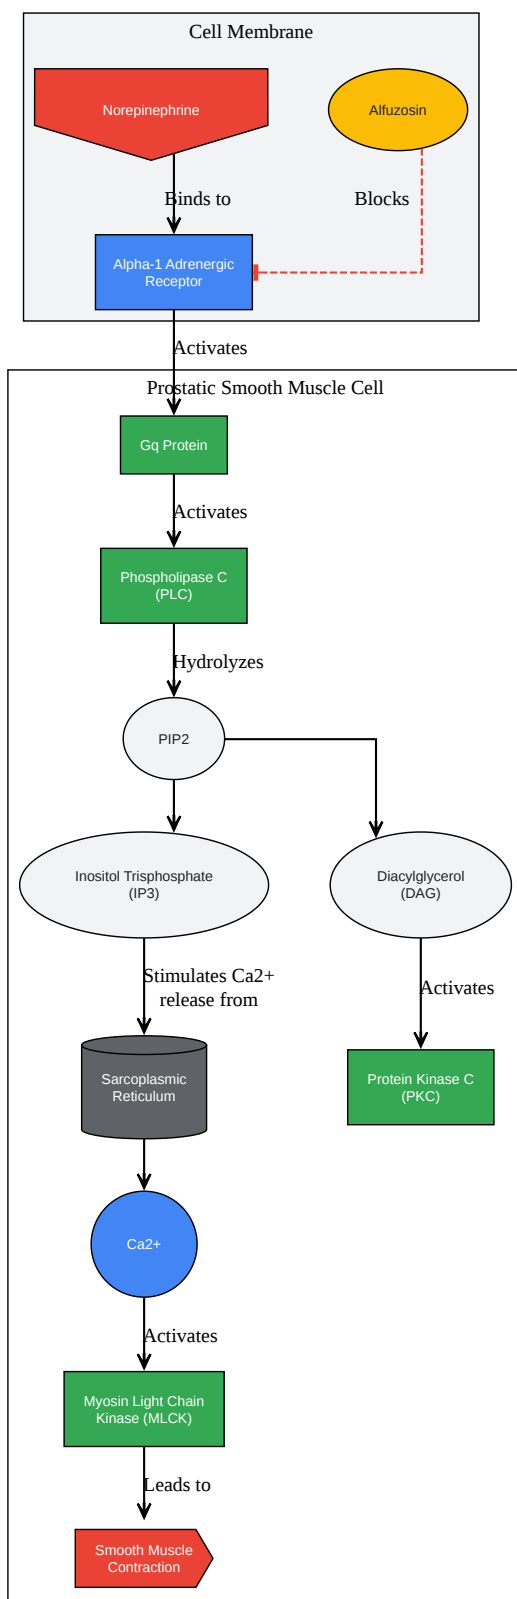 Cell Membrane
Norepinephrine
Alfuzosin
Binds to
Blocks
Alpha-1 Adrenergic
Receptor
Activates
Prostatic Smooth Muscle Cell
Gq Protein
Activates
Phospholipase C
(PLC)
Hydrolyzes
PIP2
Inositol Trisphosphate
(IP3)
Diacylglycerol
(DAG)
Stimulates Ca2+
release from
Activates
Sarcoplasmic
Reticulum
Protein Kinase C
(PKC)
Ca2+
Activates
Myosin Light Chain
Kinase (MLCK)
Leads to
Smooth Muscle
Contraction